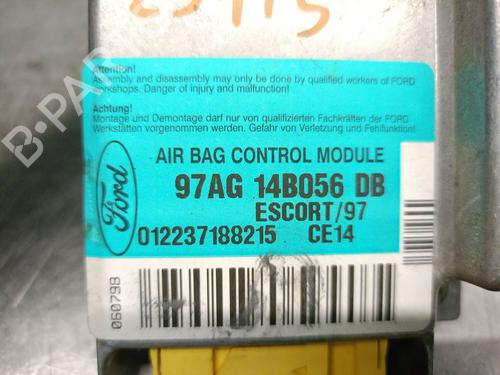 Attention!
Assembly and disassembly may only be done by qualified workers of FORD
workshops. Danger of injury and malfunction!
Achtung!
Montage und Demontage darf nur von qualifizierten Fachkräften der FORD
Werkstätten vorgenommen werden. Gefahr von Verletzung und Fehlfunktion!
Ford
AIR BAG CONTROL MODULE
97AG 14B056 DB
ESCORT/97
012237188215 CE14
060798
B-PAR